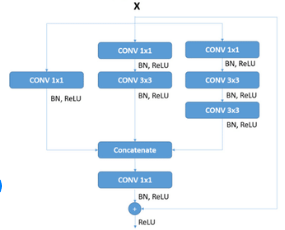 X
CONV 1x1
CONV 1x1
BN, ReLU
BN, ReLU
CONV 1x1
CONV 3x3
CONV 3x3
BN, ReLU
BN, ReLU
BN, ReLU
CONV 3x3
BN, ReLU
Concatenate
CONV 1x1
BN, ReLU
+
ReLU